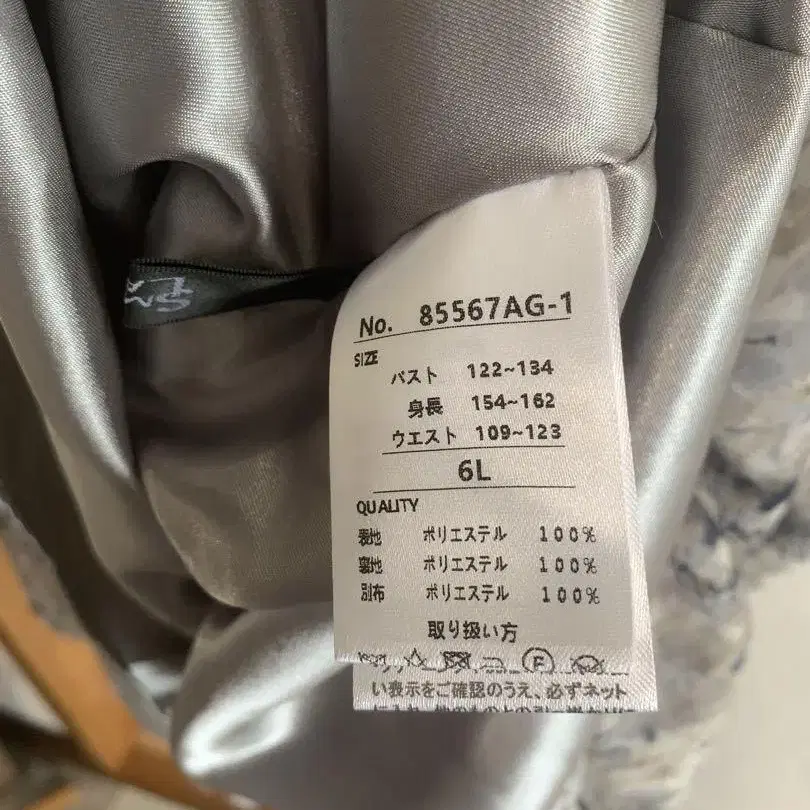 No. 85567AG-1
SIZE
バスト 122~134
身長 154~162
ウエスト 109~123
6L
QUALITY
表地 ポリエステル 100%
裏地 ポリエステル 100%
別布 ポリエステル 100%
取り扱い方
F
い表示をご確認のうえ、必ずネット